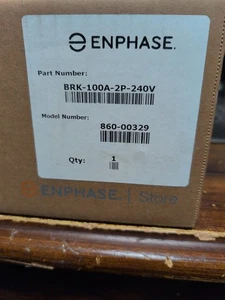 ENPHASE.
Part Number:
BRK-100A-2P-240V
Model Number:
860-00329
Qty: 1
ENPHASE | Store